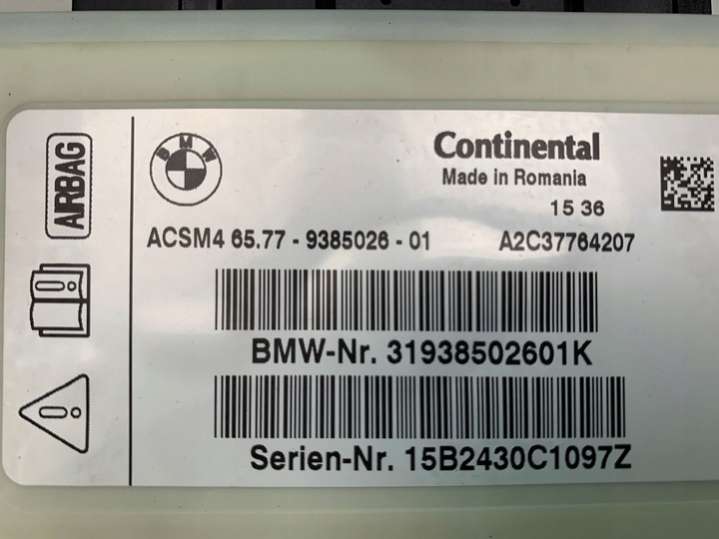 AIRBAG
BMW
Continental
Made in Romania
15 36
ACSM4 65.77 - 9385026 - 01 A2C37764207
BMW-Nr. 31938502601K
Serien-Nr. 15B2430C1097Z